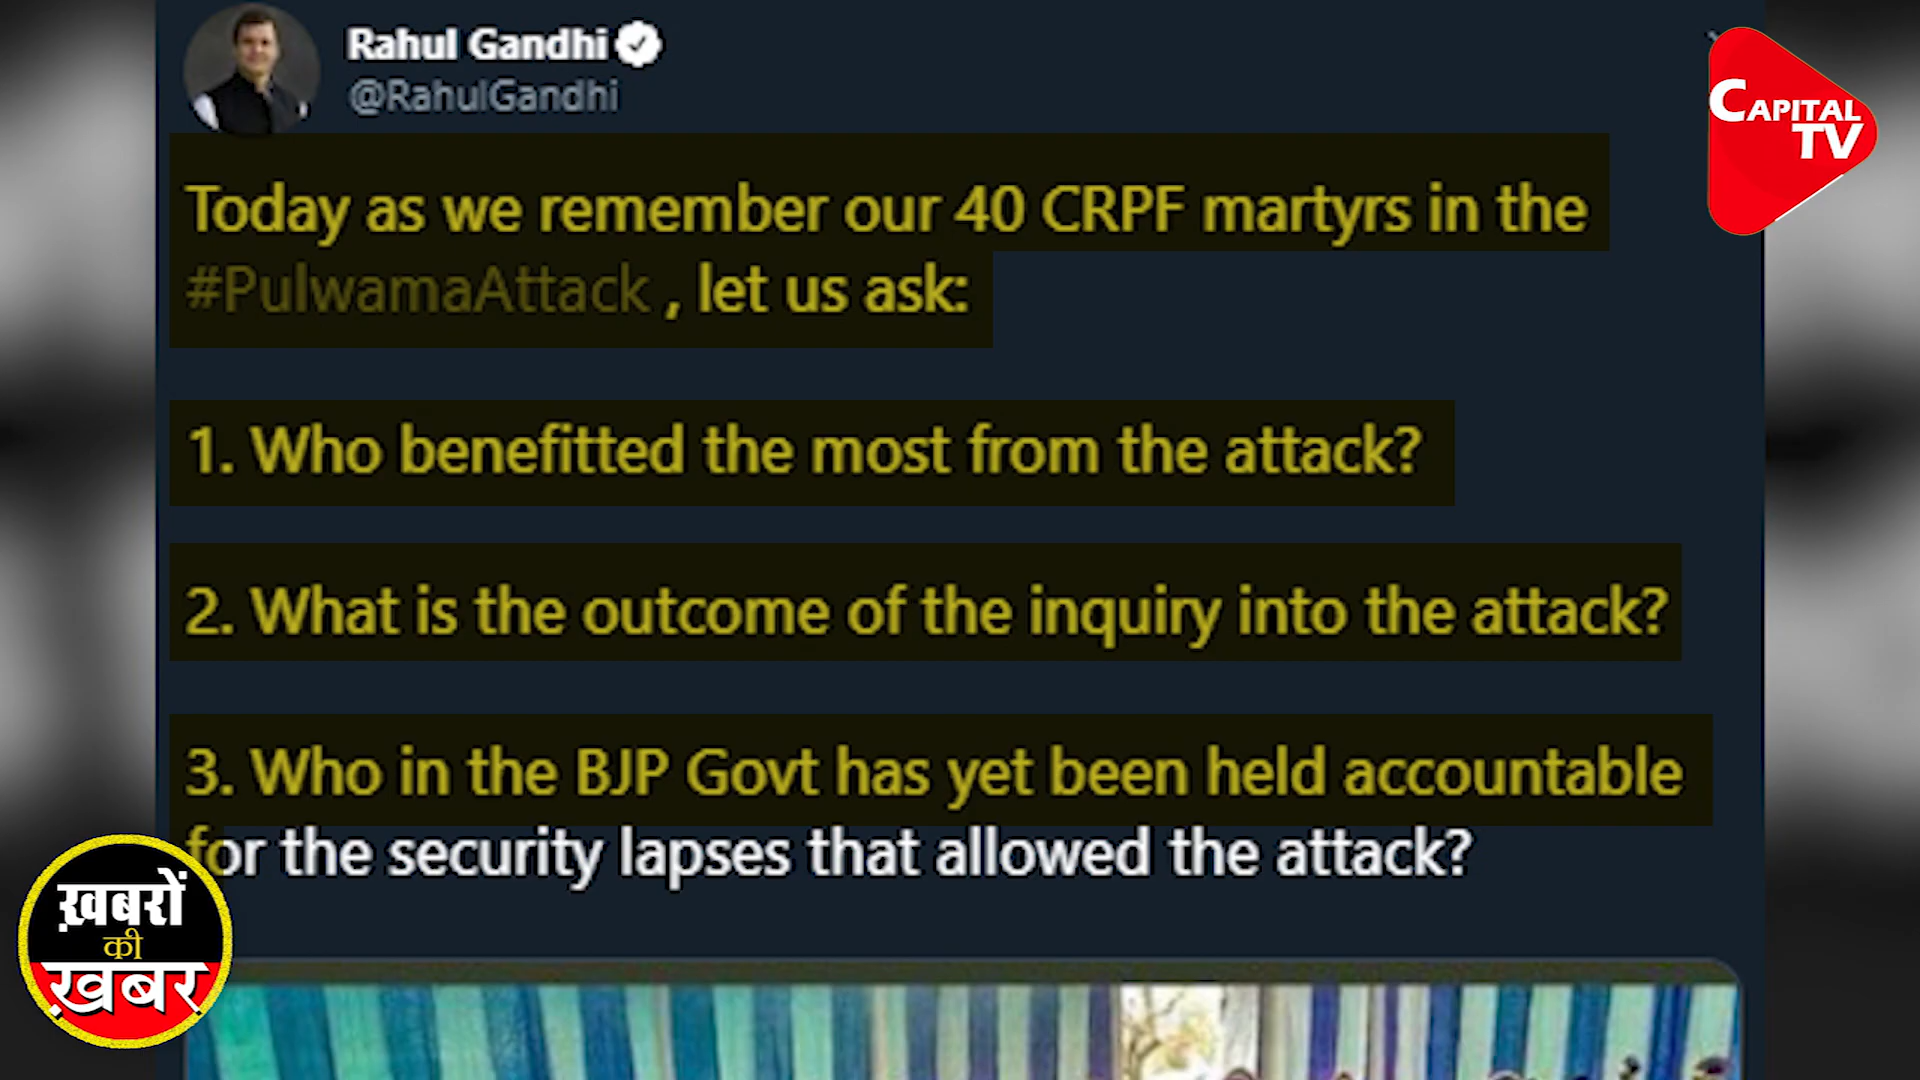 Rahul Gandhi
@RahulGandhi
CAPITAL
TV
Today as we remember our 40 CRPF martyrs in the
#PulwamaAttack , let us ask:
1. Who benefitted the most from the attack?
2. What is the outcome of the inquiry into the attack?
3. Who in the BJP Govt has yet been held accountable
for the security lapses that allowed the attack?
ख़बरों
की
ख़बर